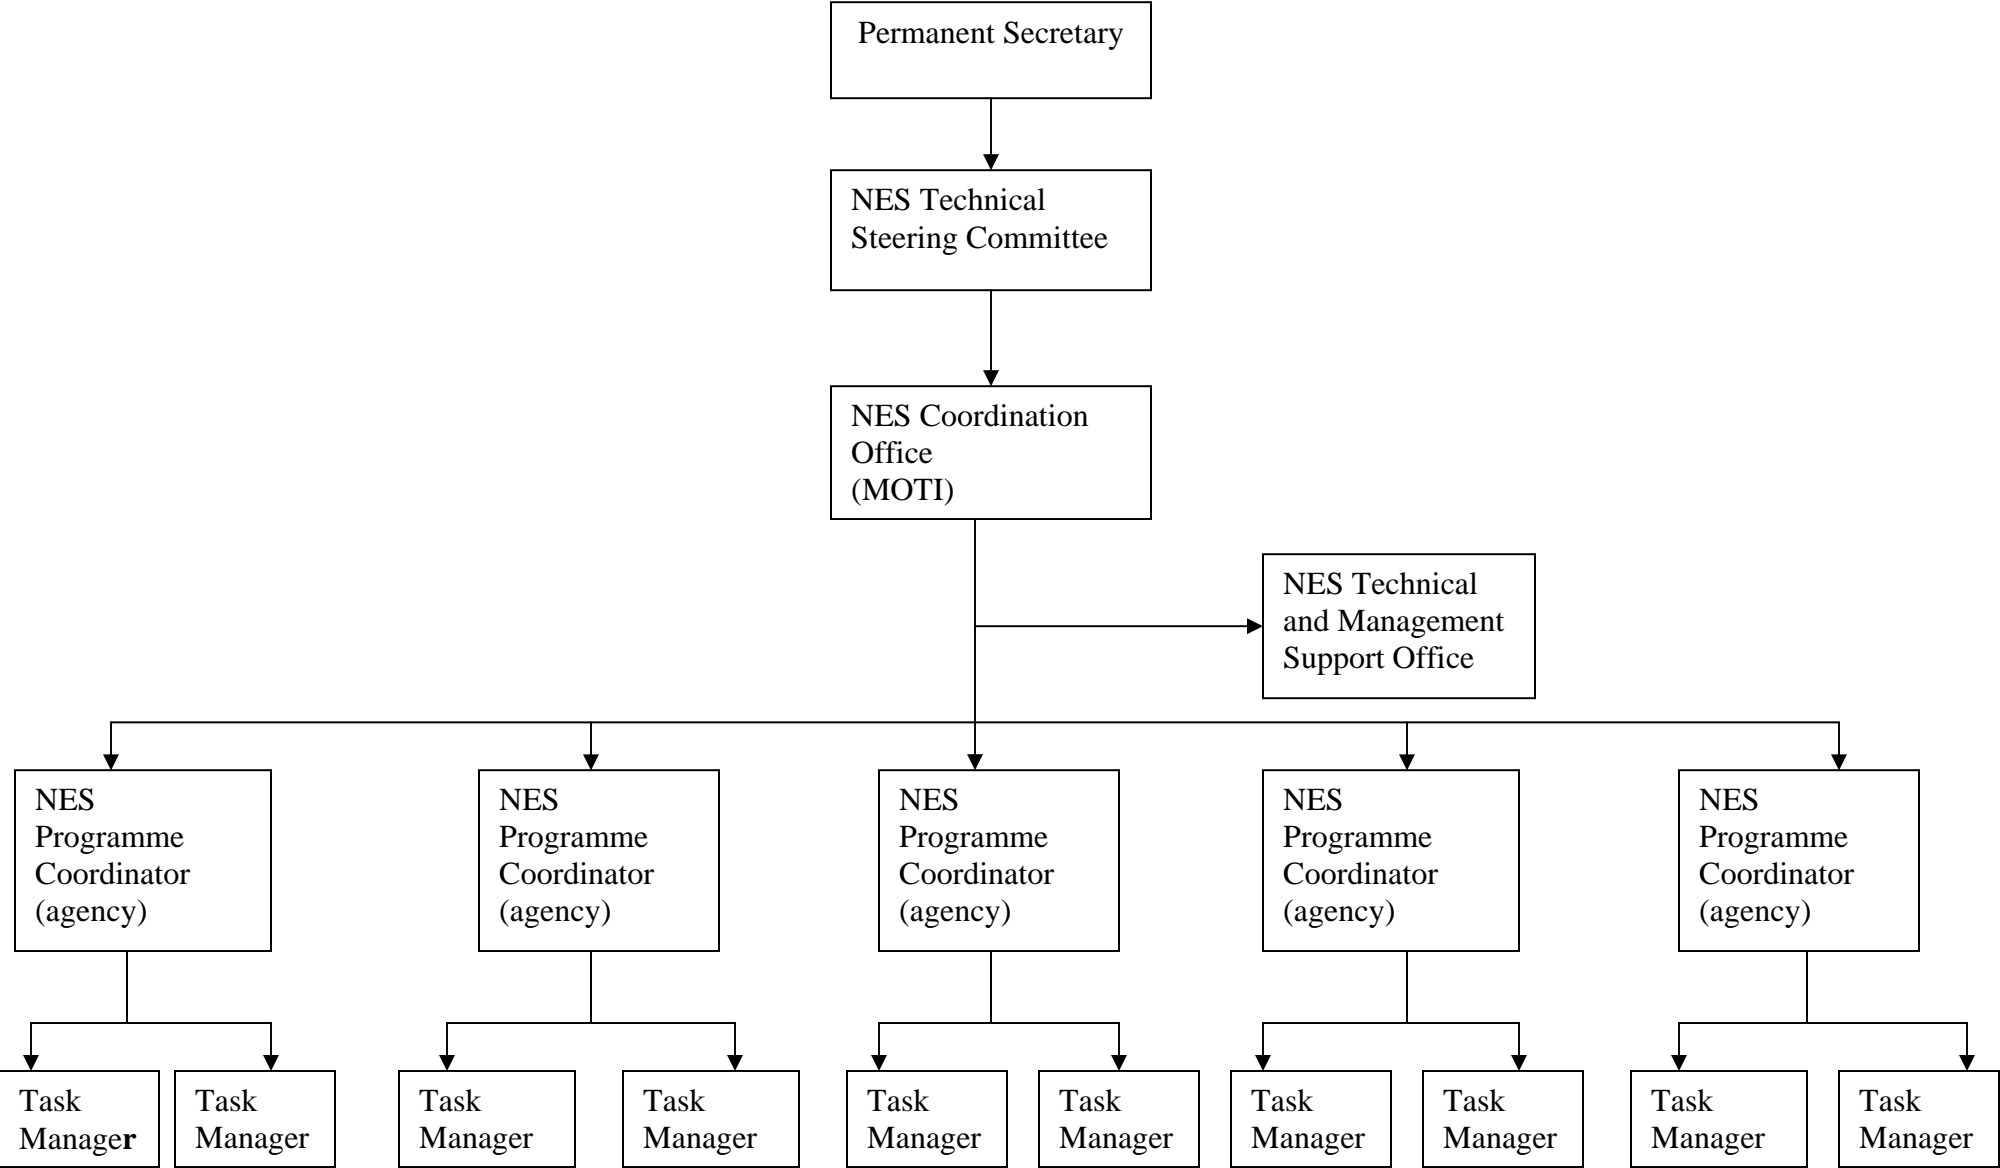 Permanent Secretary
NES Technical
Steering Committee
NES Coordination
Office
(MOTI)
NES Technical
and Management
Support Office
NES
Programme
Coordinator
(agency)
NES
Programme
Coordinator
(agency)
NES
Programme
Coordinator
(agency)
NES
Programme
Coordinator
(agency)
NES
Programme
Coordinator
(agency)
Task
Manager
Task
Manager
Task
Manager
Task
Manager
Task
Manager
Task
Manager
Task
Manager
Task
Manager
Task
Manager
Task
Manager